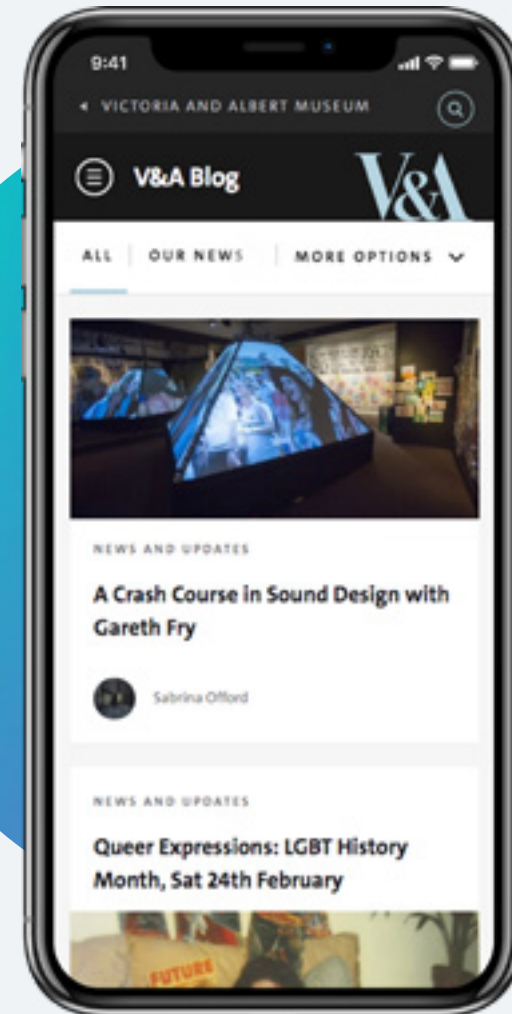 9:41
VICTORIA AND ALBERT MUSEUM
V&A Blog
V&A
ALL
OUR NEWS
MORE OPTIONS
NEWS AND UPDATES
A Crash Course in Sound Design with
Gareth Fry
Sabrina Offord
NEWS AND UPDATES
Queer Expressions: LGBT History
Month, Sat 24th February
FUTURE